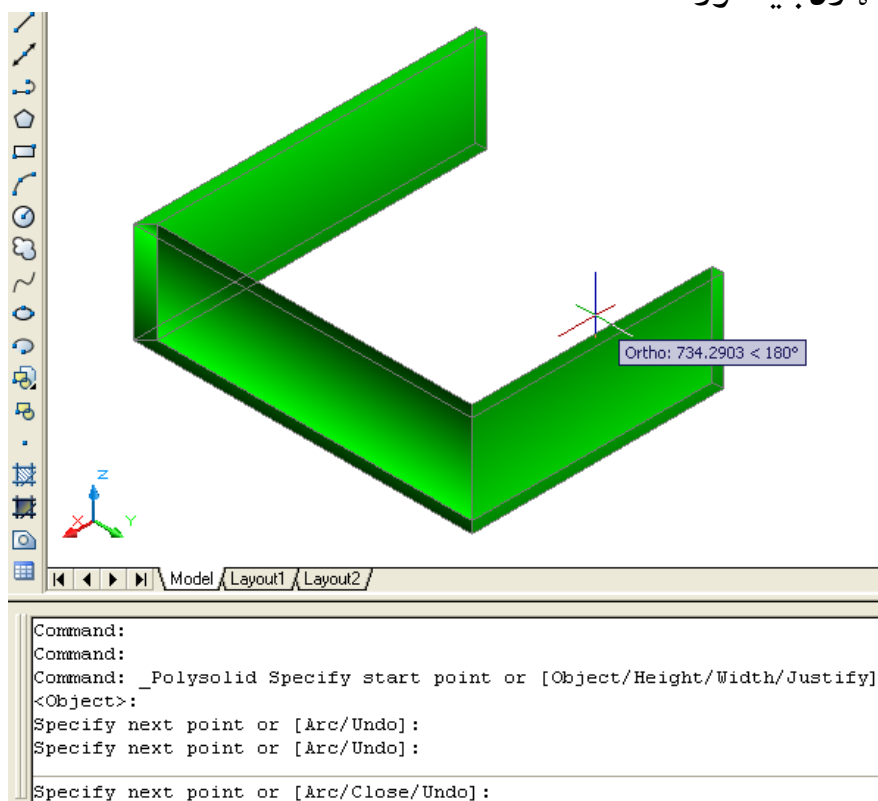 Ortho: 734.2903 < 180°
Z
X
Y
Model Layout1 Layout2
Command:
Command:
Command: _Polysolid Specify start point or [Object/Height/Width/Justify]
<Object>:
Specify next point or [Arc/Undo]:
Specify next point or [Arc/Undo]:
Specify next point or [Arc/Close/Undo]: